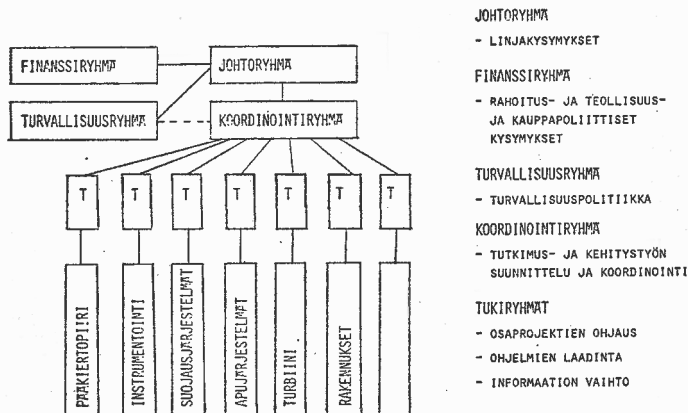 FINANSSIRYHMÄ
JOHTORYHMÄ
TURVALLISUUSRYHMÄ
KOORDINOINTIRYHMÄ
T
T
T
T
T
T
T
PÄÄKIERTOPIIRI
INSTRUMENTOINTI
SUOJAUSJÄRJESTELMÄT
APUJÄRJESTELMÄT
TURBIINI
RAKENNUKSET
JOHTORYHMÄ
- LINJAKYSYMYKSET
FINANSSIRYHMÄ
- RAHOITUS- JA TEOLLISUUS-
JA KAUPPAPOLIITTISET
KYSYMYKSET
TURVALLISUUSRYHMÄ
- TURVALLISUUSPOLITIIKKA
KOORDINOINTIRYHMÄ
- TUTKIMUS- JA KEHITYSTYÖN
SUUNNITTELU JA KOORDINOINTI
TUKIRYHMÄT
- OSAPROJEKTIEN OHJAUS
- OHJELMIEN LAADINTA
- INFORMAATION VAIHTO